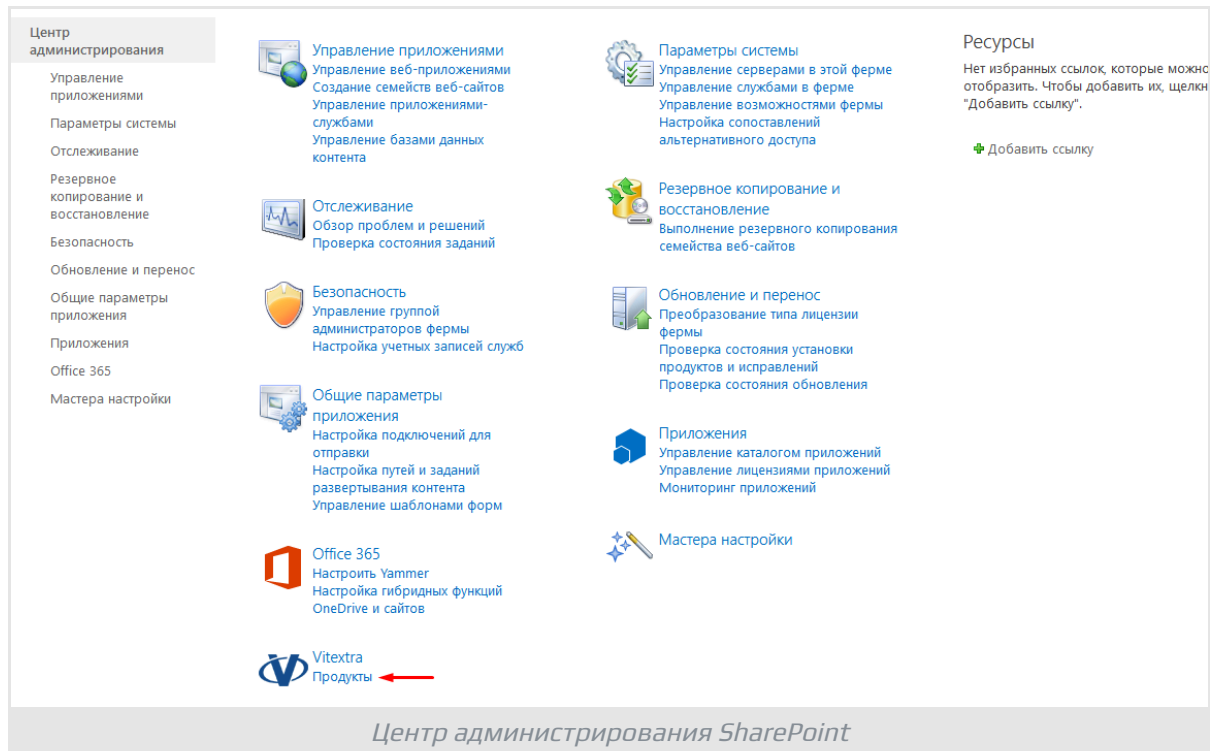 Центр
администрирования
Управление
приложениями
Параметры системы
Отслеживание
Резервное
копирование и
восстановление
Безопасность
Обновление и перенос
Общие параметры
приложения
Приложения
Office 365
Мастера настройки
Управление приложениями
Управление веб-приложениями
Создание семейств веб-сайтов
Управление приложениями-
службами
Управление базами данных
контента
Отслеживание
Обзор проблем и решений
Проверка состояния заданий
Безопасность
Управление группой
администраторов фермы
Настройка учетных записей служб
Общие параметры
приложения
Настройка подключений для
отправки
Настройка путей и заданий
развертывания контента
Управление шаблонами форм
Office 365
Настроить Yammer
Настройка гибридных функций
OneDrive и сайтов
Vitextra
Продукты
Параметры системы
Управление серверами в этой ферме
Управление службами в ферме
Управление возможностями фермы
Настройка сопоставлений
альтернативного доступа
Резервное копирование и
восстановление
Выполнение резервного копирования
семейства веб-сайтов
Обновление и перенос
Преобразование типа лицензии
фермы
Проверка состояния установки
продуктов и исправлений
Проверка состояния обновления
Приложения
Управление каталогом приложений
Управление лицензиями приложений
Мониторинг приложений
Мастера настройки
Ресурсы
Нет избранных ссылок, которые можно
отобразить. Чтобы добавить их, щелкн
"Добавить ссылку".
Добавить ссылку
Центр администрирования SharePoint